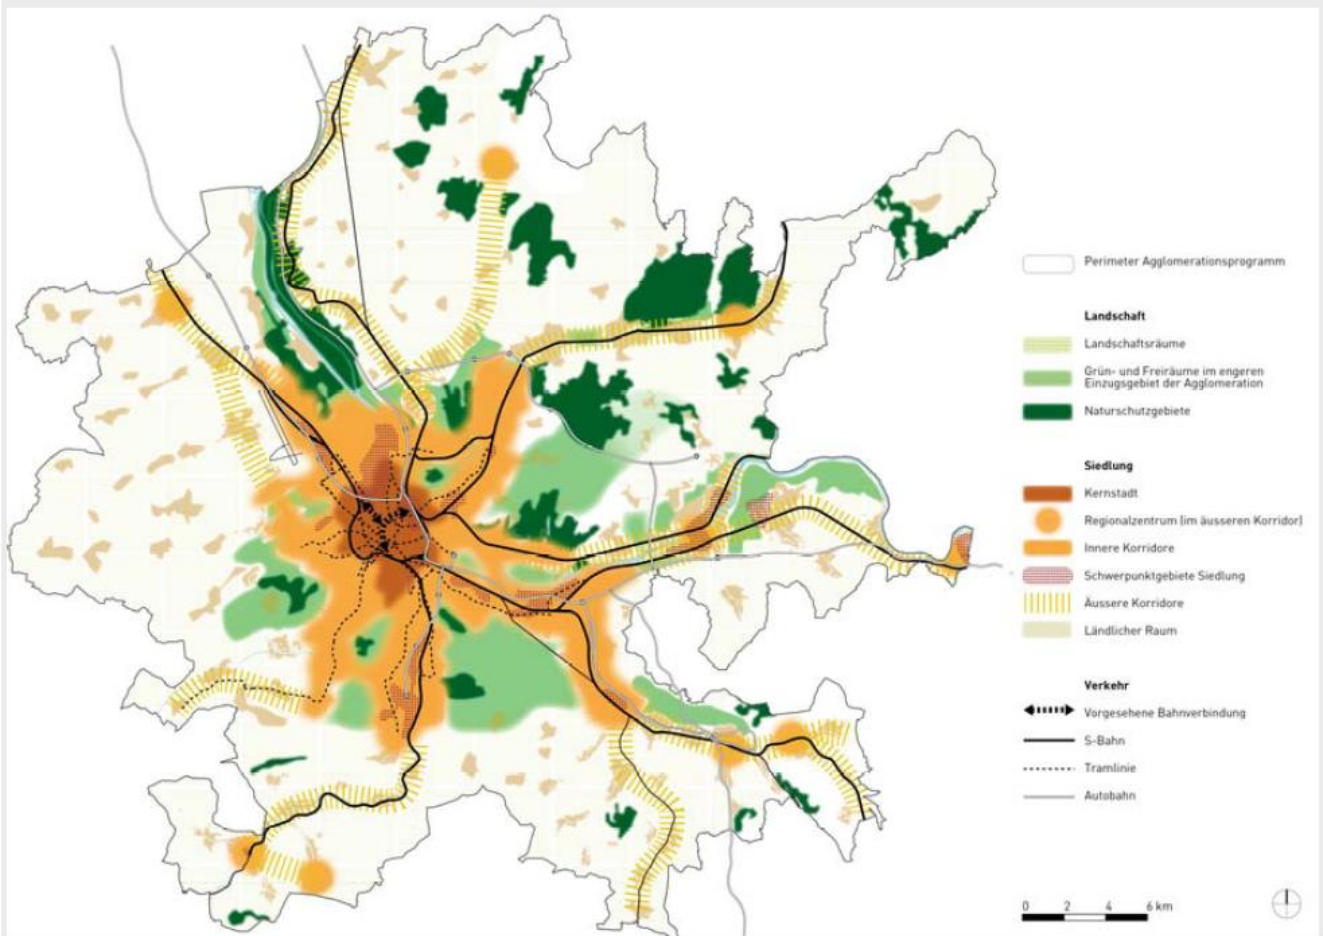 Perimeter Agglomerationsprogramm
Landschaft
Landschaftsräume
Grün- und Freiräume im engeren
Einzugsgebiet der Agglomeration
Naturschutzgebiete
Siedlung
Kernstadt
Regionalzentrum (im äusseren Korridor)
Innere Korridore
Schwerpunktgebiete Siedlung
Äussere Korridore
Ländlicher Raum
Verkehr
Vorgesehene Bahnverbindung
S-Bahn
Tramlinie
Autobahn
0 2 4 6 km